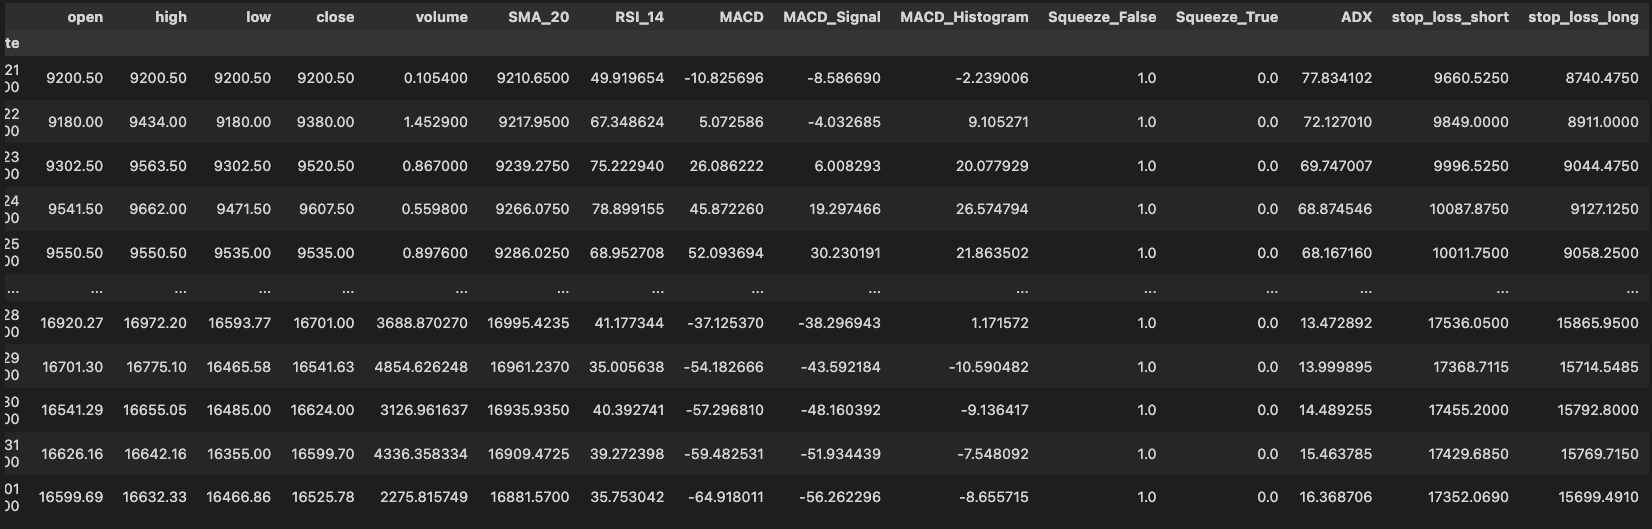 open high low close volume SMA_20 RSI_14 MACD MACD_Signal MACD_Histogram Squeeze_False Squeeze_True ADX stop_loss_short stop_loss_long
te
21 00 9200.50 9200.50 9200.50 9200.50 0.105400 9210.6500 49.919654 -10.825696 -8.586690 -2.239006 1.0 0.0 77.834102 9660.5250 8740.4750
22 00 9180.00 9434.00 9180.00 9380.00 1.452900 9217.9500 67.348624 5.072586 -4.032685 9.105271 1.0 0.0 72.127010 9849.0000 8911.0000
23 00 9302.50 9563.50 9302.50 9520.50 0.867000 9239.2750 75.222940 26.086222 6.008293 20.077929 1.0 0.0 69.747007 9996.5250 9044.4750
24 00 9541.50 9662.00 9471.50 9607.50 0.559800 9266.0750 78.899155 45.872260 19.297466 26.574794 1.0 0.0 68.874546 10087.8750 9127.1250
25 00 9550.50 9550.50 9535.00 9535.00 0.897600 9286.0250 68.952708 52.093694 30.230191 21.863502 1.0 0.0 68.167160 10011.7500 9058.2500
... ... ... ... ... ... ... ... ... ... ... ... ... ... ... ...
28 00 16920.27 16972.20 16593.77 16701.00 3688.870270 16995.4235 41.177344 -37.125370 -38.296943 1.171572 1.0 0.0 13.472892 17536.0500 15865.9500
29 00 16701.30 16775.10 16465.58 16541.63 4854.626248 16961.2370 35.005638 -54.182666 -43.592184 -10.590482 1.0 0.0 13.999895 17368.7115 15714.5485
30 00 16541.29 16655.05 16485.00 16624.00 3126.961637 16935.9350 40.392741 -57.296810 -48.160392 -9.136417 1.0 0.0 14.489255 17455.2000 15792.8000
31 00 16626.16 16642.16 16355.00 16599.70 4336.358334 16909.4725 39.272398 -59.482531 -51.934439 -7.548092 1.0 0.0 15.463785 17429.6850 15769.7150
01 00 16599.69 16632.33 16466.86 16525.78 2275.815749 16881.5700 35.753042 -64.918011 -56.262296 -8.655715 1.0 0.0 16.368706 17352.0690 15699.4910